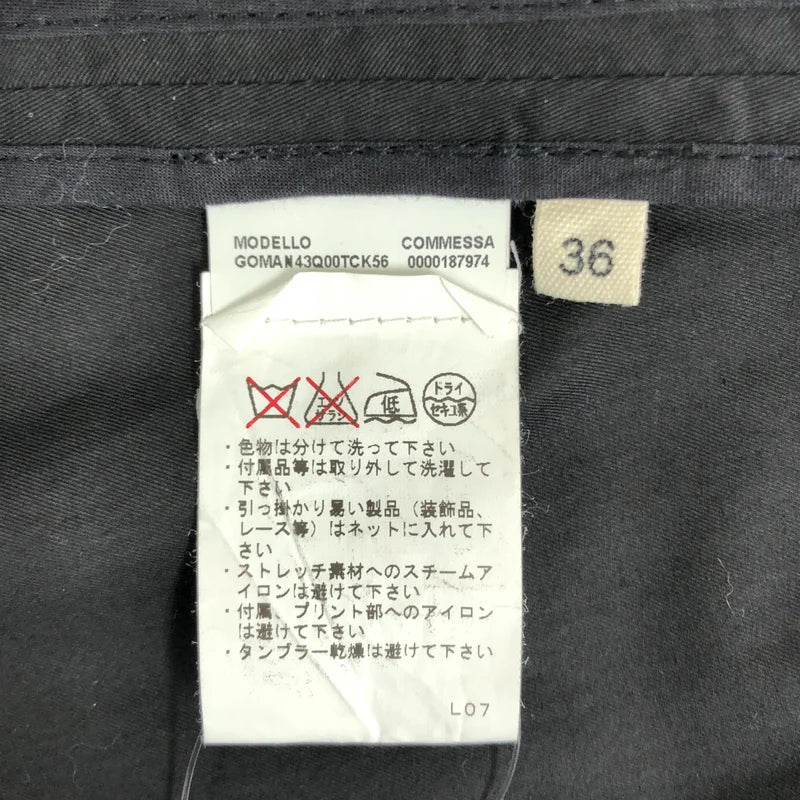 MODELLO COMMESSA
GOMAN43Q00TCK56 0000187974
36
エンソ サラシ 低 ドライ セキユ系
・色物は分けて洗って下さい
・付属品等は取り外して洗濯して
下さい
・引っ掛かり易い製品（装飾品、
レース等）はネットに入れて下
さい
・ストレッチ素材へのスチームア
イロンは避けて下さい
・付属、プリント部へのアイロン
は避けて下さい
・タンブラー乾燥は避けて下さい
L07